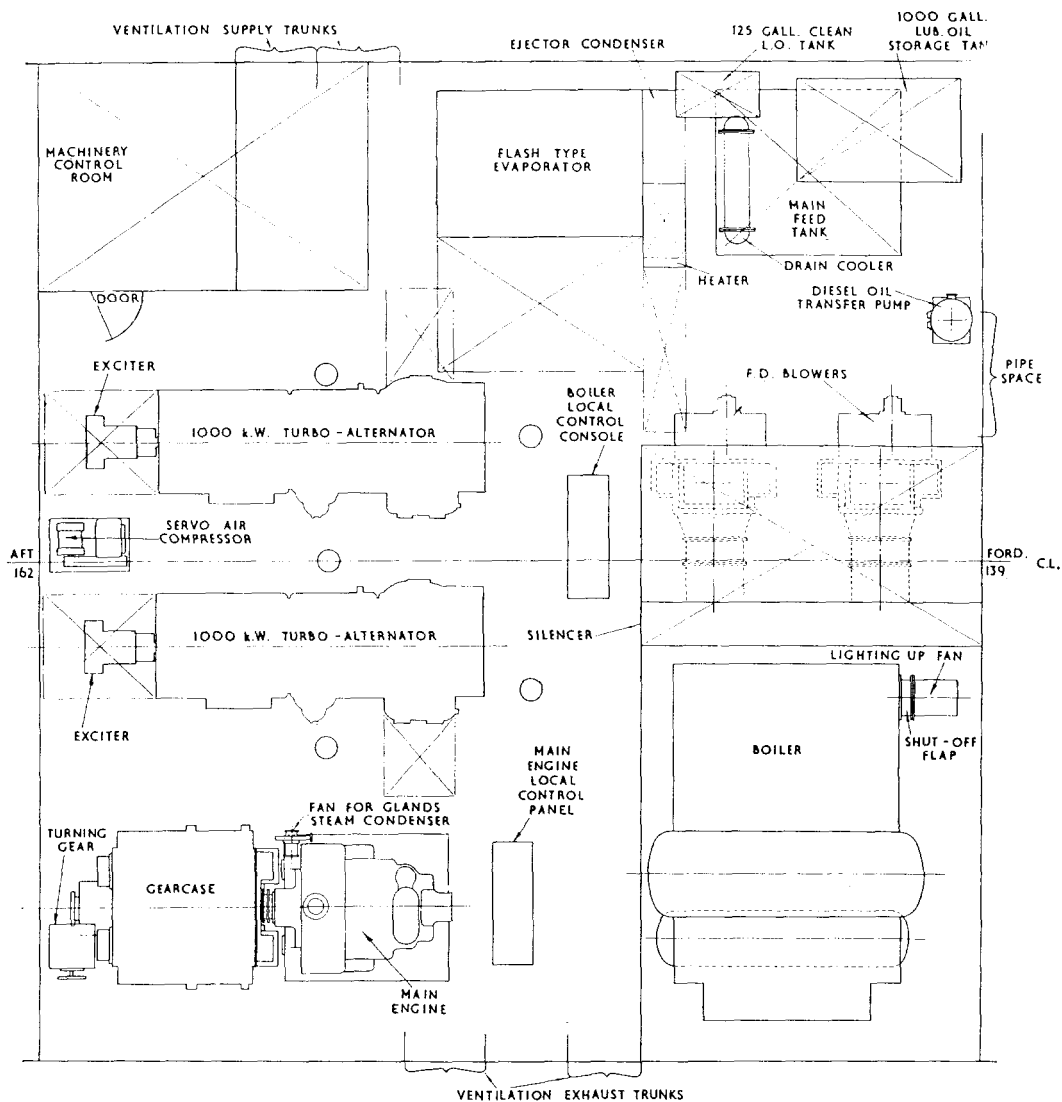 VENTILATION SUPPLY TRUNKS
EJECTOR CONDENSER
125 GALL. CLEAN
L.O. TANK
1000 GALL.
LUB. OIL
STORAGE TAN
MACHINERY
CONTROL
ROOM
FLASH TYPE
EVAPORATOR
MAIN
FEED
TANK
DRAIN COOLER
HEATER
DIESEL OIL
TRANSFER PUMP
DOOR
PIPE
SPACE
EXCITER
F.D. BLOWERS
BOILER
LOCAL
CONTROL
CONSOLE
1000 k.W. TURBO-ALTERNATOR
SERVO AIR
COMPRESSOR
AFT
162
FORD.
139
C.L.
1000 k.W. TURBO-ALTERNATOR
SILENCER
LIGHTING UP FAN
EXCITER
BOILER
SHUT-OFF
FLAP
MAIN
ENGINE
LOCAL
CONTROL
PANEL
FAN FOR GLANDS
STEAM CONDENSER
TURNING
GEAR
GEARCASE
MAIN
ENGINE
VENTILATION EXHAUST TRUNKS